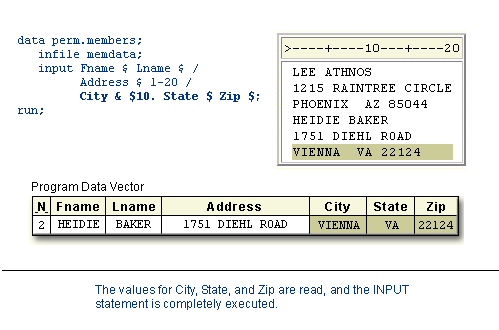 data perm.members;
infile memdata;
input Fname $ Lname $ /
Address $ 1-20 /
City & $10. State $ Zip $;
run;
>----+----10---+----20
LEE ATHNOS
1215 RAINTREE CIRCLE
PHOENIX  AZ 85044
HEIDIE BAKER
1751 DIEHL ROAD
VIENNA  VA 22124
Program Data Vector
_N_ Fname Lname Address City State Zip
2 HEIDIE BAKER 1751 DIEHL ROAD VIENNA VA 22124
The values for City, State, and Zip are read, and the INPUT
statement is completely executed.